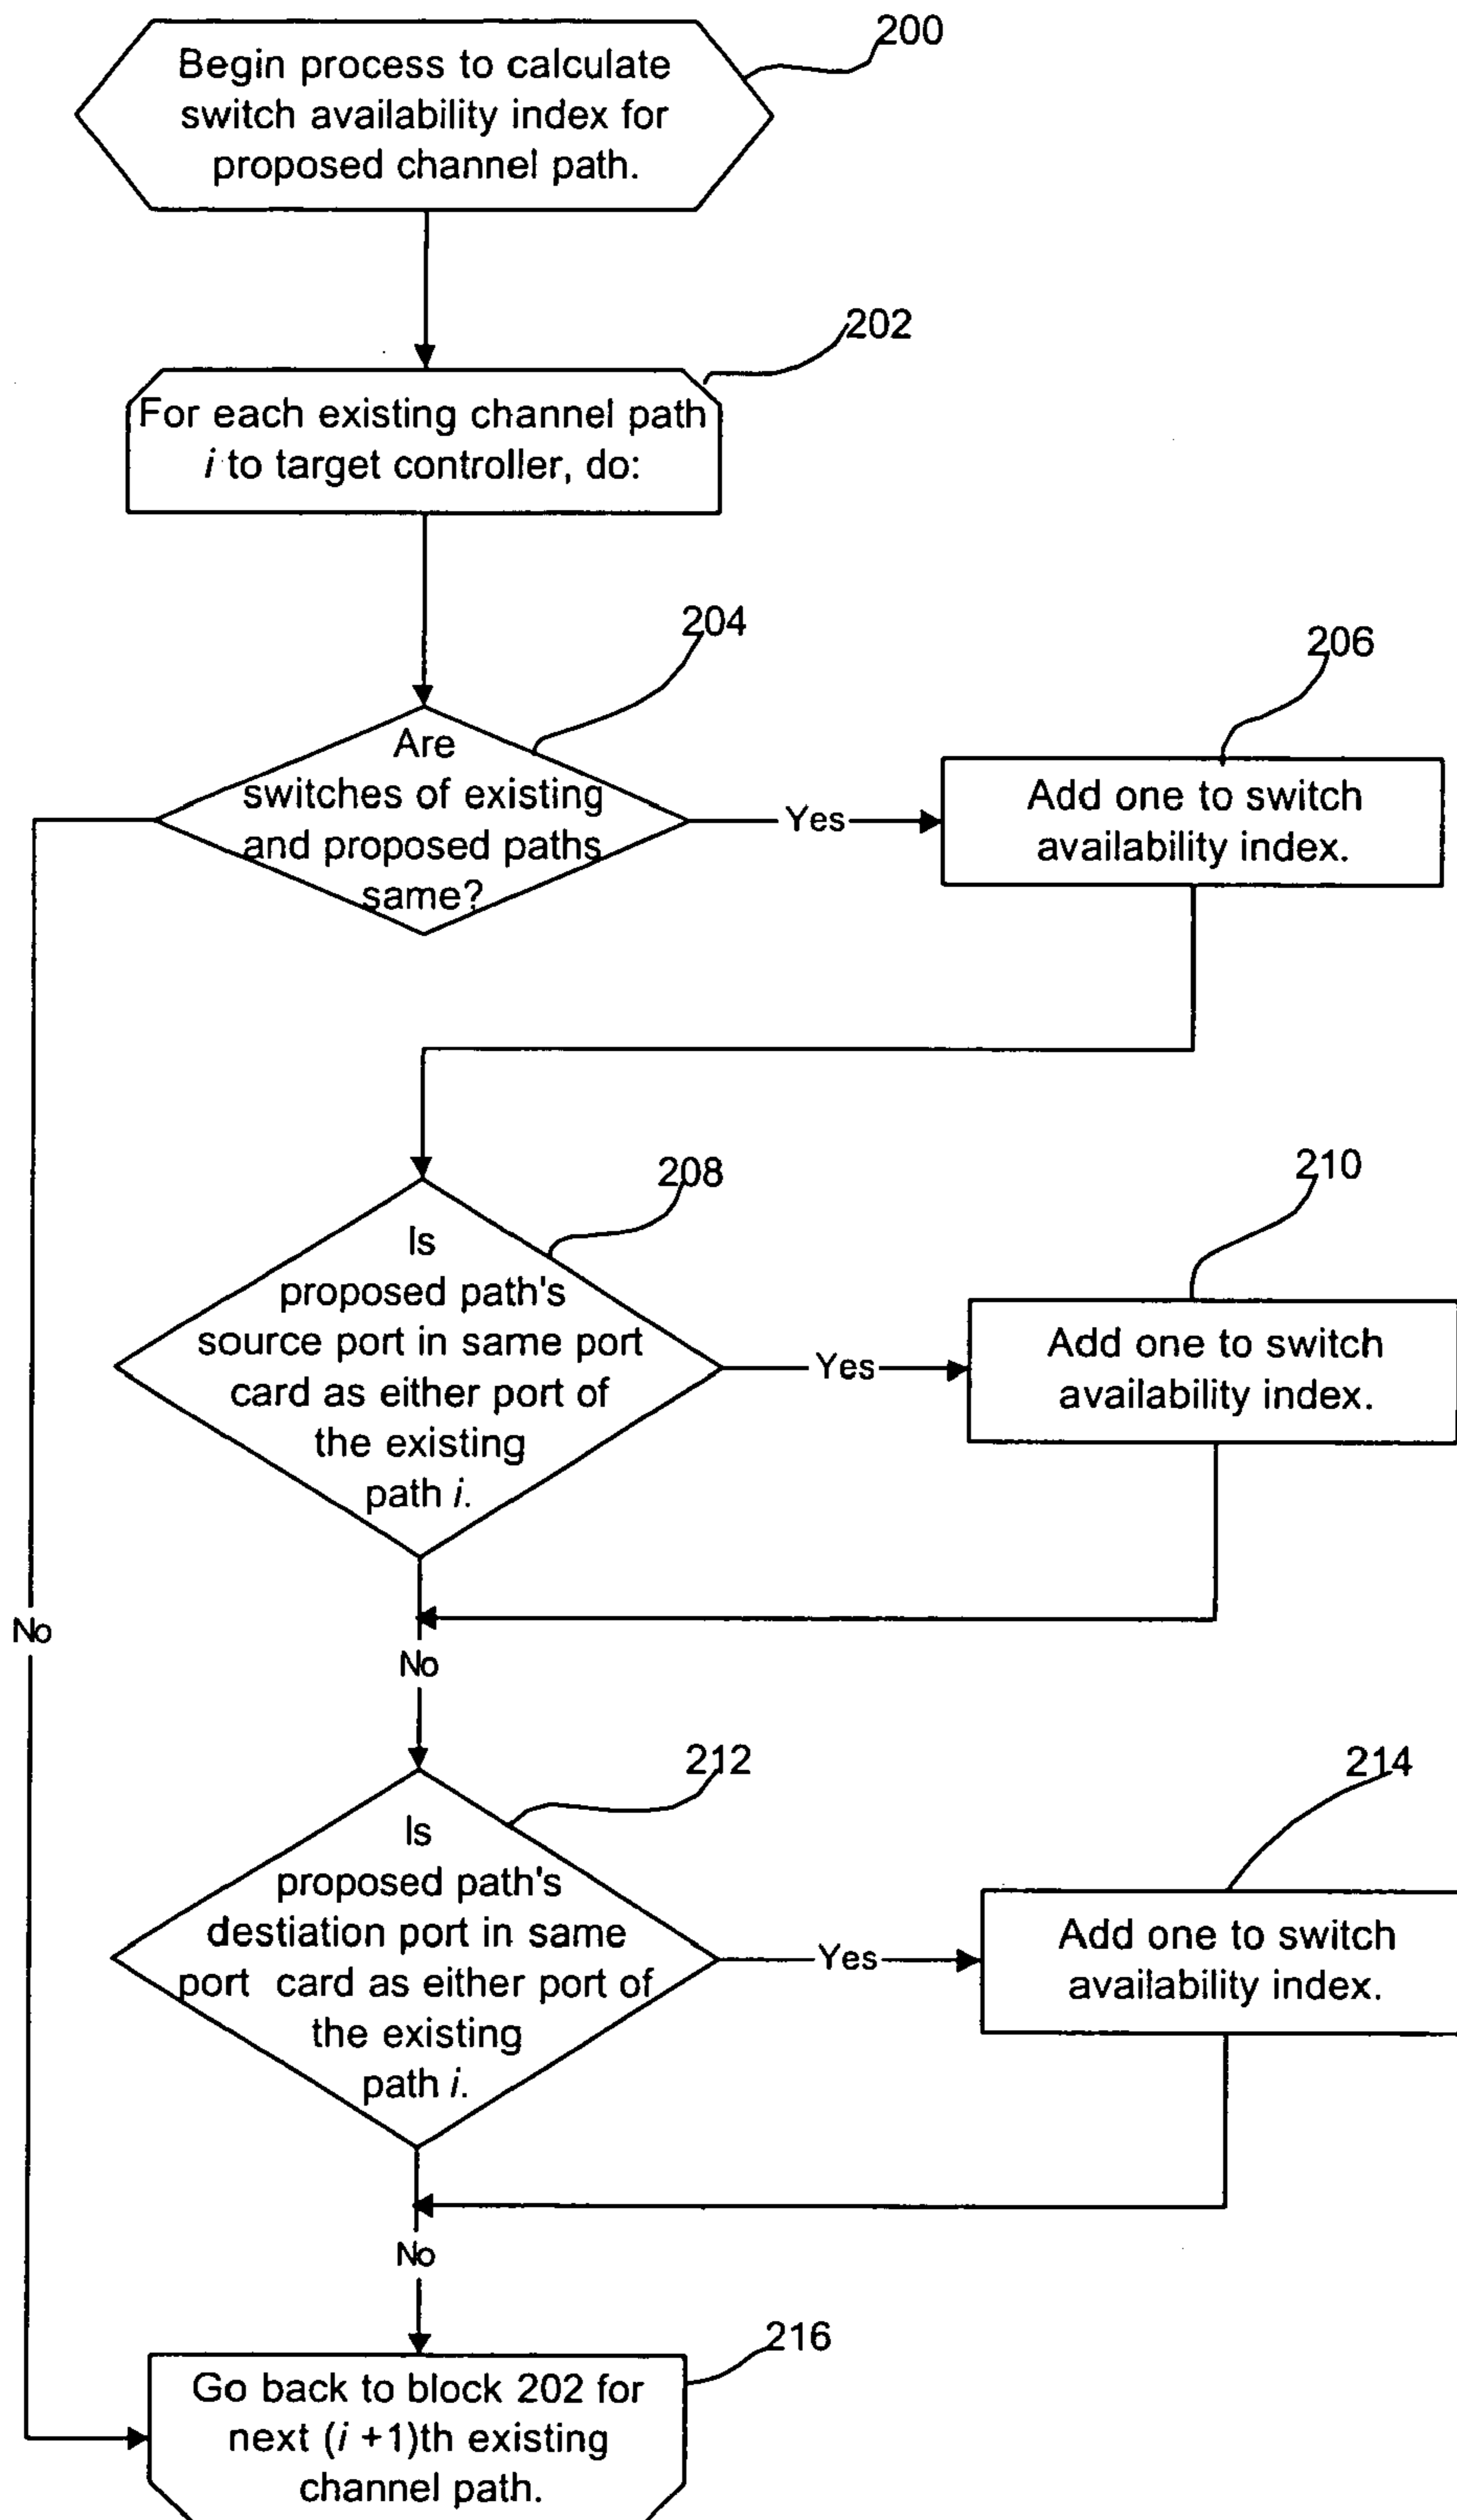 200
Begin process to calculate
switch availability index for
proposed channel path.
202
For each existing channel path
i to target controller, do:
204
Are
switches of existing
and proposed paths
same?
Yes
206
Add one to switch
availability index.
208
Is
proposed path's
source port in same port
card as either port of
the existing
path i.
Yes
210
Add one to switch
availability index.
No
No
212
Is
proposed path's
destiation port in same
port card as either port of
the existing
path i.
Yes
214
Add one to switch
availability index.
No
216
Go back to block 202 for
next (i +1)th existing
channel path.